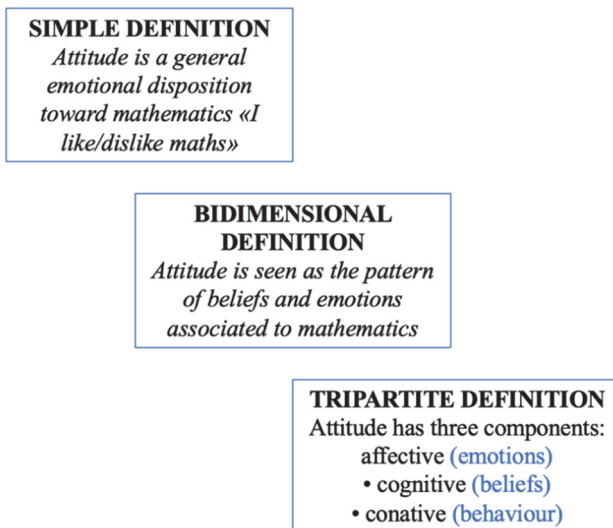 SIMPLE DEFINITION
Attitude is a general
emotional disposition
toward mathematics «I
like/dislike maths»
BIDIMENSIONAL
DEFINITION
Attitude is seen as the pattern
of beliefs and emotions
associated to mathematics
TRIPARTITE DEFINITION
Attitude has three components:
affective (emotions)
• cognitive (beliefs)
• conative (behaviour)